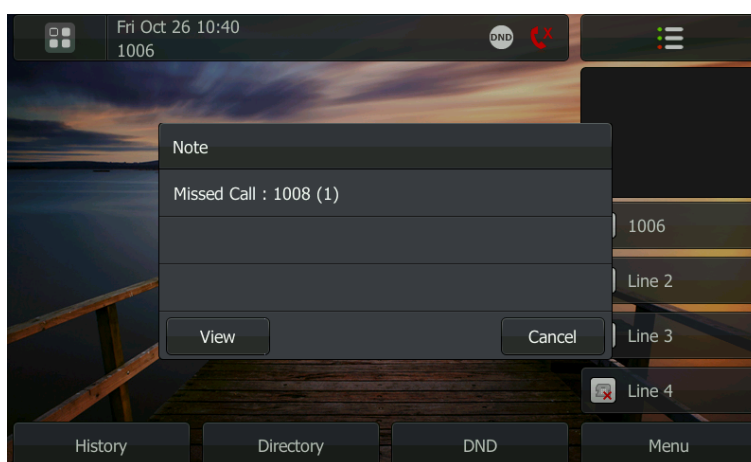 Fri Oct 26 10:40
1006
DND
Note
Missed Call : 1008 (1)
View
Cancel
1006
Line 2
Line 3
Line 4
History
Directory
DND
Menu